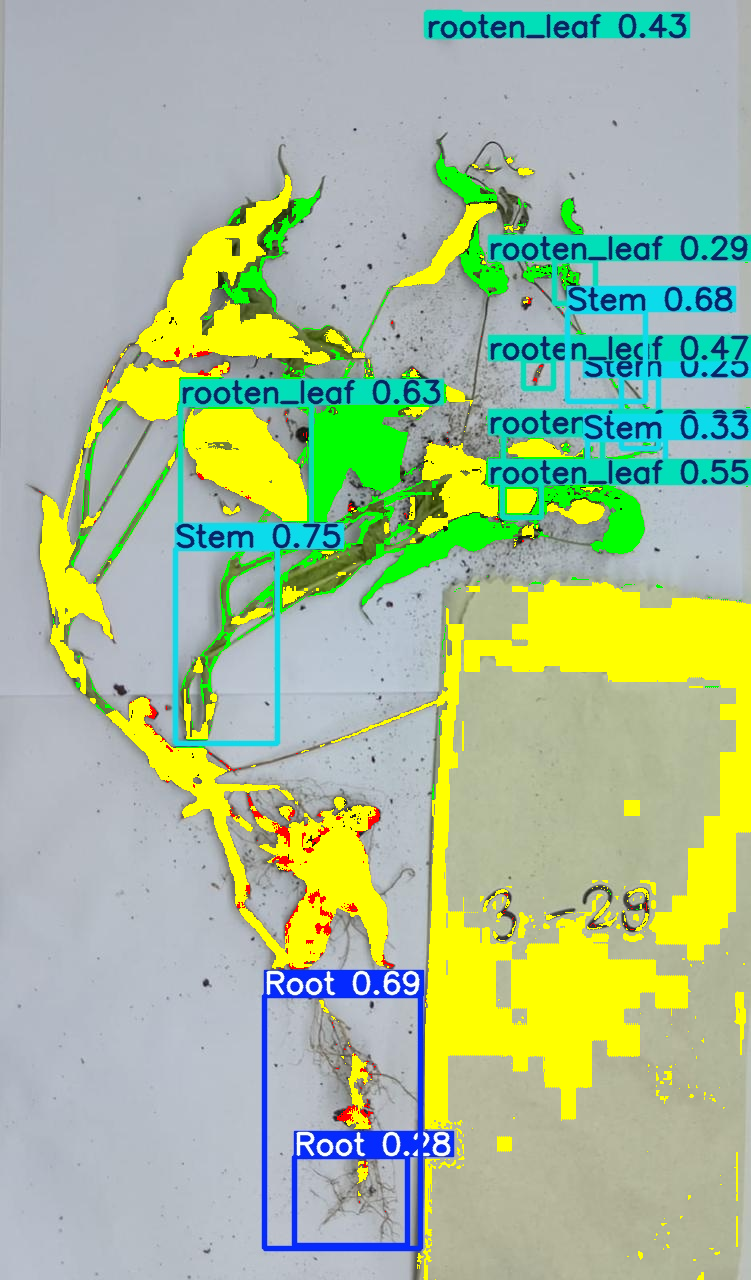 rooten_leaf 0.43
rooten_leaf 0.29
Stem 0.68
rooten_leaf 0.47
Stem 0.25
rooten_leaf 0.63
Stem 0.33
rooten_leaf 0.55
Stem 0.75
3-29
Root 0.69
Root 0.28